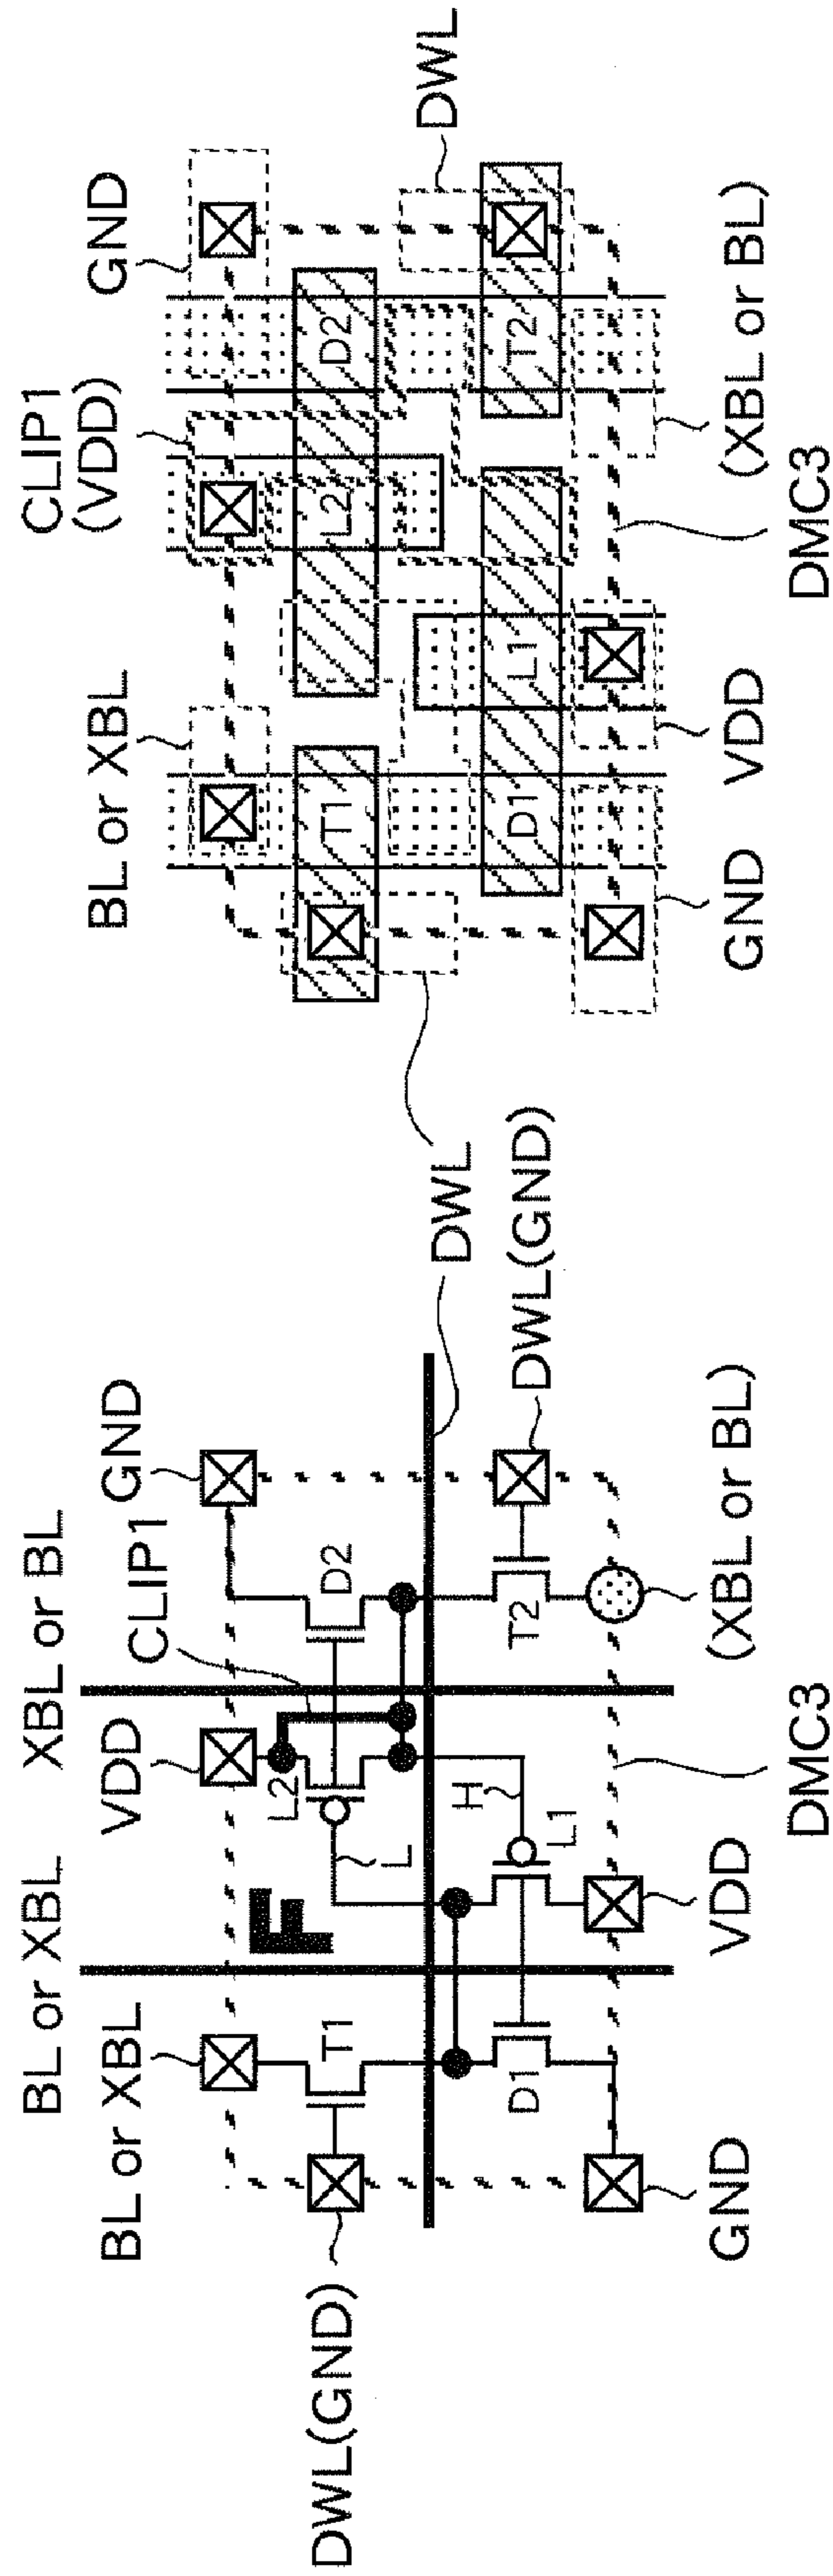 BL or XBL
XBL or BL
BL or XBL
VDD
CLIP1
GND
DWL(GND)
T1
F
L2
D2
L
H
DWL
DWL(GND)
D1
L1
T2
GND
VDD
DMC3
(XBL or BL)
BL or XBL
CLIP1
(VDD)
GND
DWL
T1
L2
D2
DWL
D1
L1
T2
GND
VDD
DMC3
(XBL or BL)